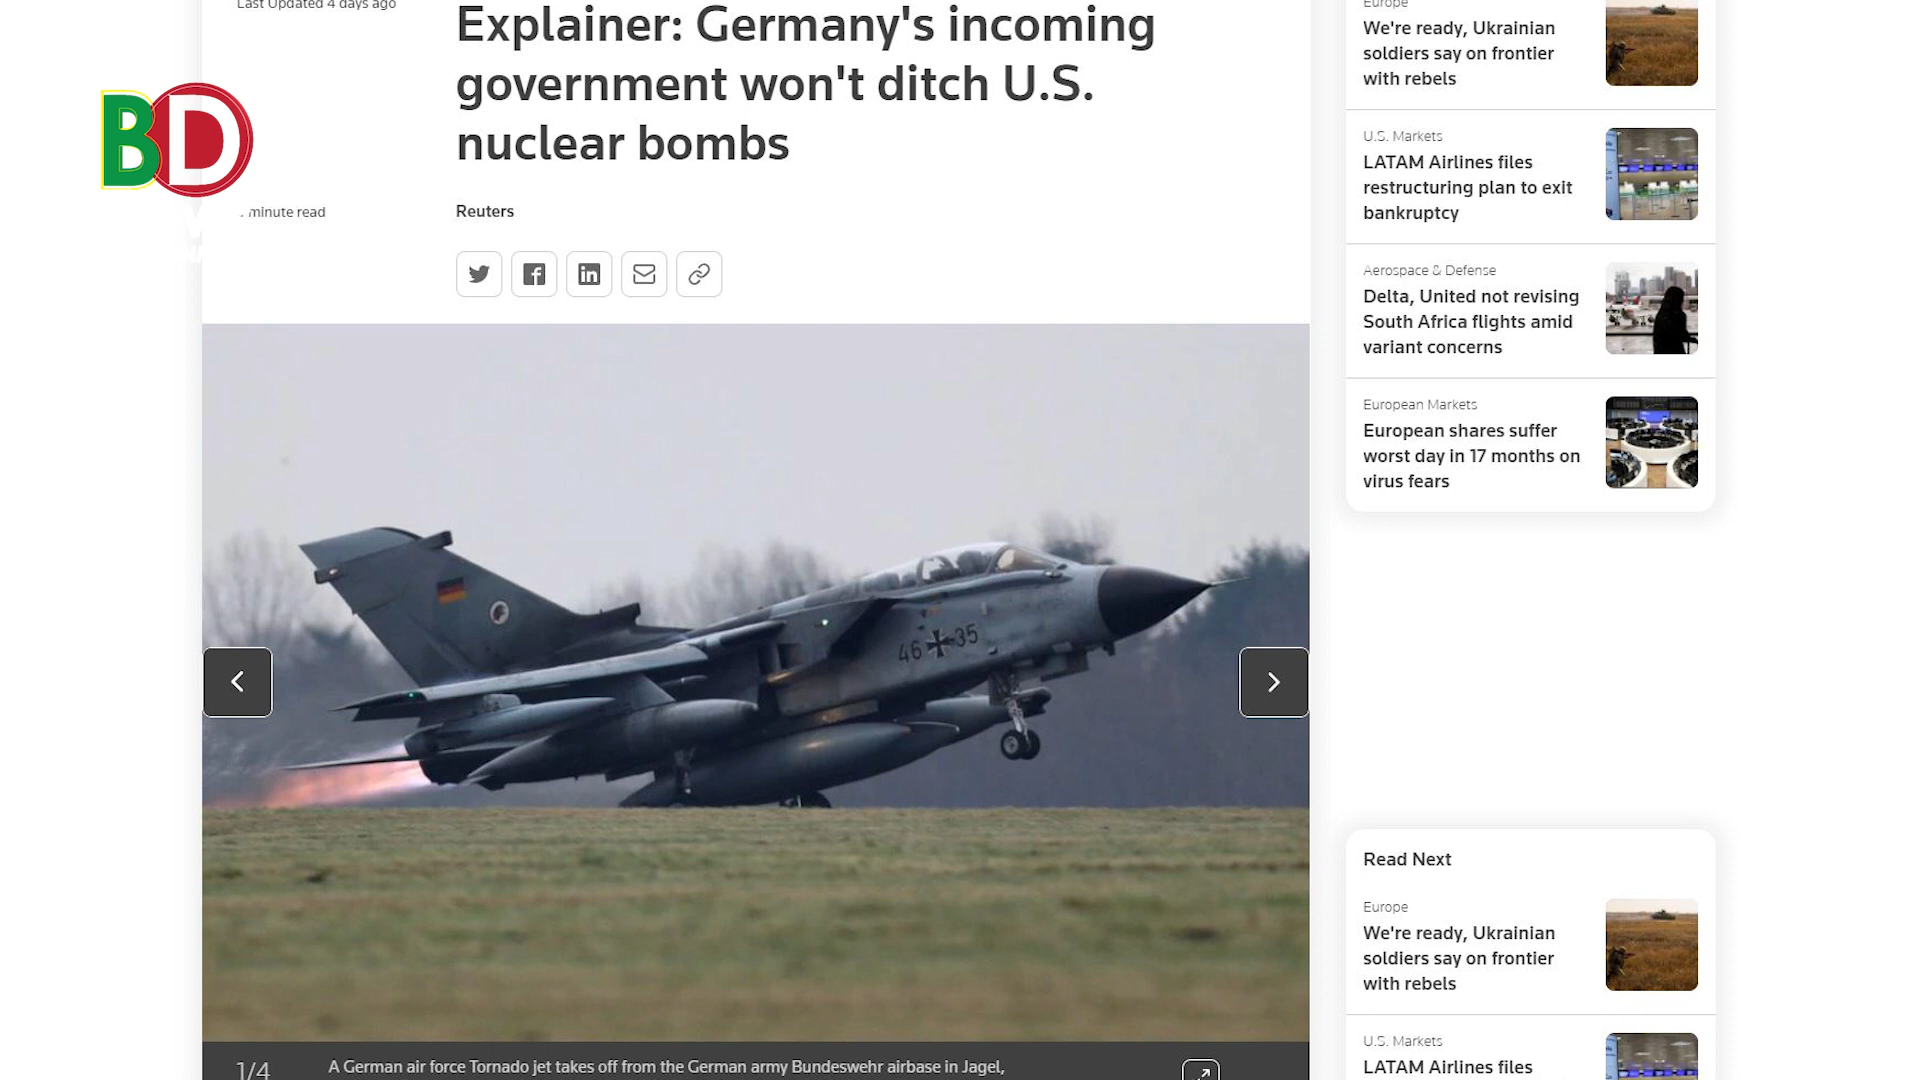 Last Updated 4 days ago
Explainer: Germany's incoming
government won't ditch U.S.
nuclear bombs
BD
minute read
Reuters
46 35
1/4
A German air force Tornado jet takes off from the German army Bundeswehr airbase in Jagel,
Europe
We're ready, Ukrainian
soldiers say on frontier
with rebels
U.S. Markets
LATAM Airlines files
restructuring plan to exit
bankruptcy
Aerospace & Defense
Delta, United not revising
South Africa flights amid
variant concerns
European Markets
European shares suffer
worst day in 17 months on
virus fears
Read Next
Europe
We're ready, Ukrainian
soldiers say on frontier
with rebels
U.S. Markets
LATAM Airlines files